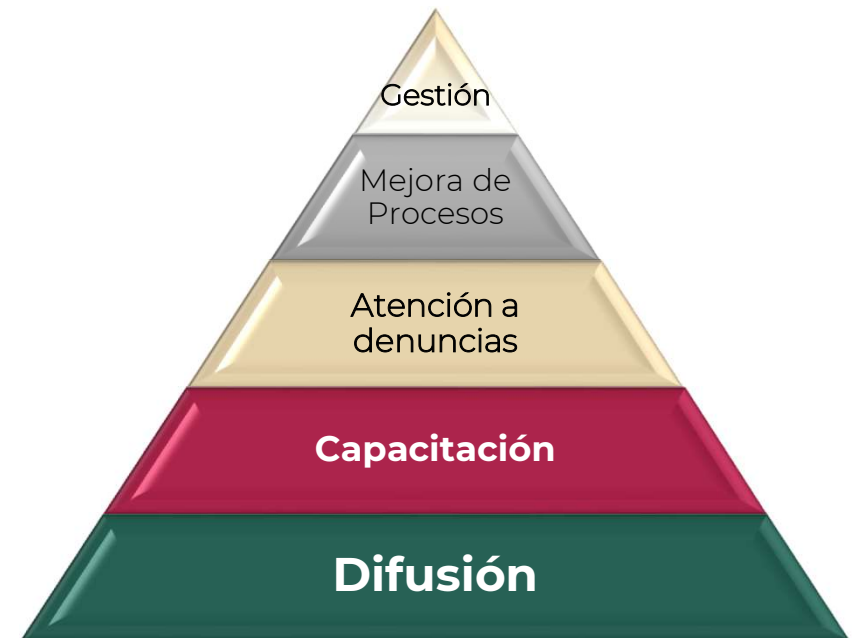 Gestión
Mejora de
Procesos
Atención a
denuncias
Capacitación
Difusión